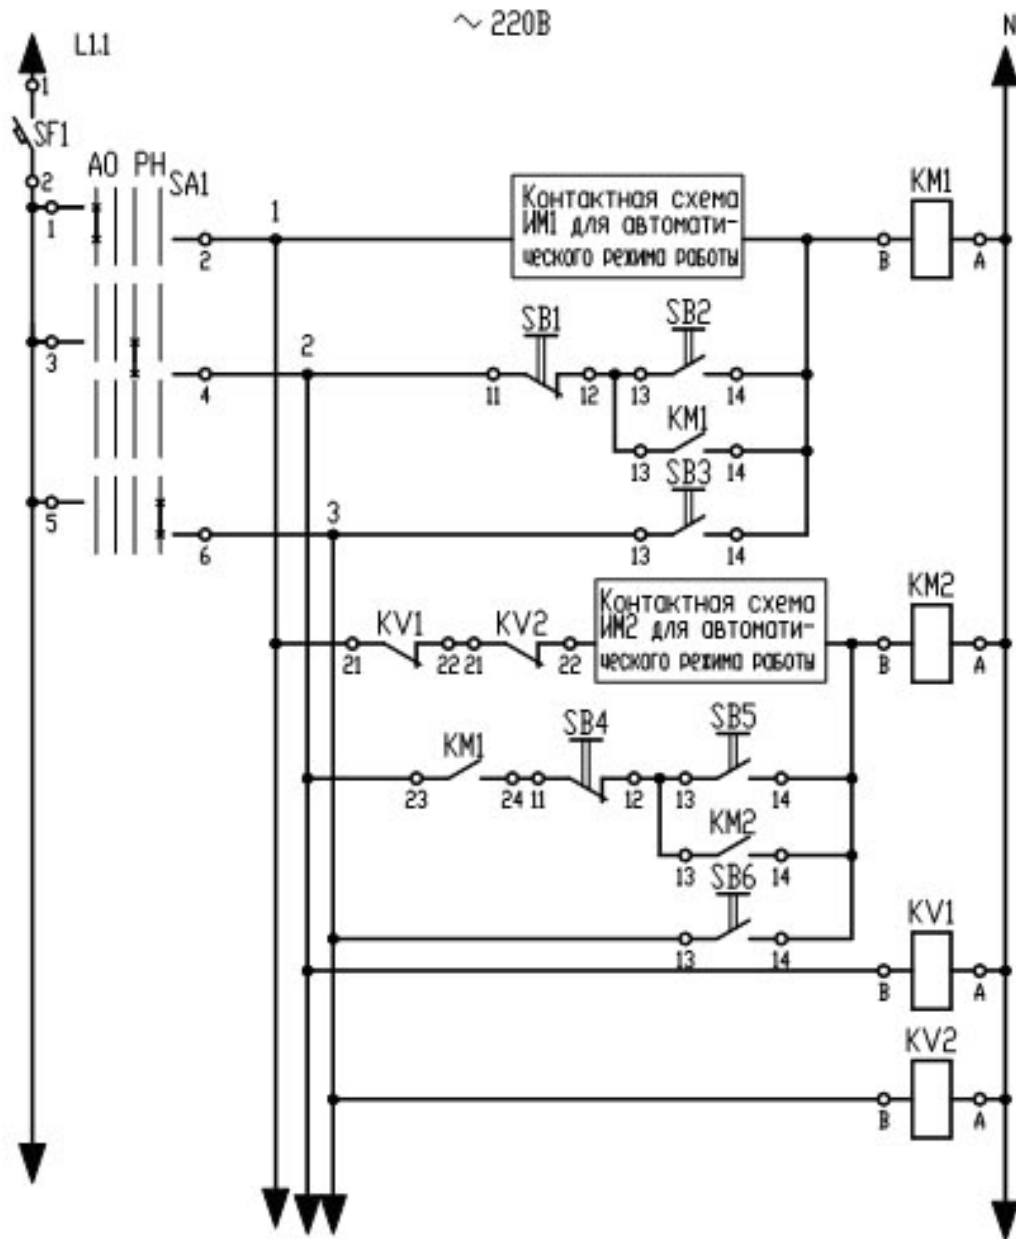 ~ 220В
N
L1.1
1
SF1
2
АО РН
SA1
1
2
1
Контактная схема
ИМ1 для автомати-
ческого режима работы
KM1
В А
3
4
2
SB1
11 12
SB2
13 14
KM1
13 14
5
6
3
SB3
13 14
KV1
21 22
KV2
21 22
Контактная схема
ИМ2 для автомати-
ческого режима работы
KM2
В А
KM1
23 24
SB4
11 12
SB5
13 14
KM2
13 14
SB6
13 14
KV1
В А
KV2
В А